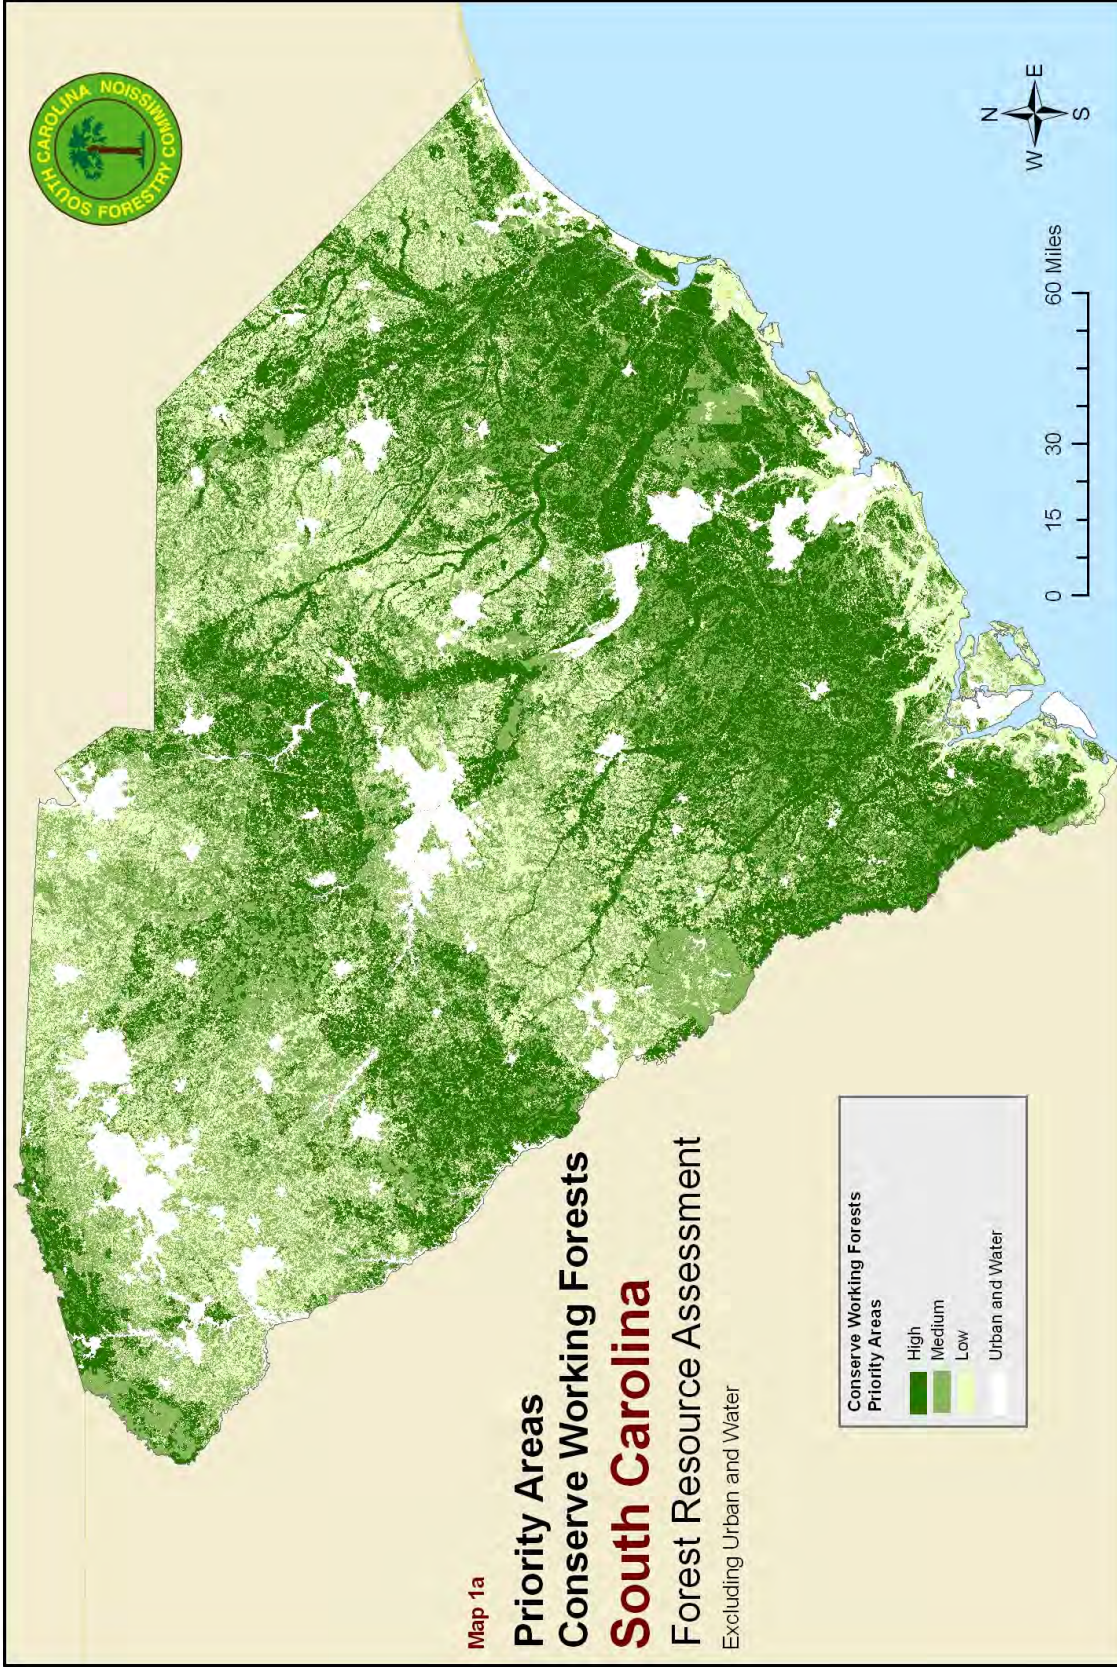 Map 1a
Priority Areas
Conserve Working Forests
South Carolina
Forest Resource Assessment
Excluding Urban and Water
SOUTH CAROLINA
FORESTRY COMMISSION
Conserve Working Forests
Priority Areas
High
Medium
Low
Urban and Water
N
W
E
S
0 15 30 60 Miles